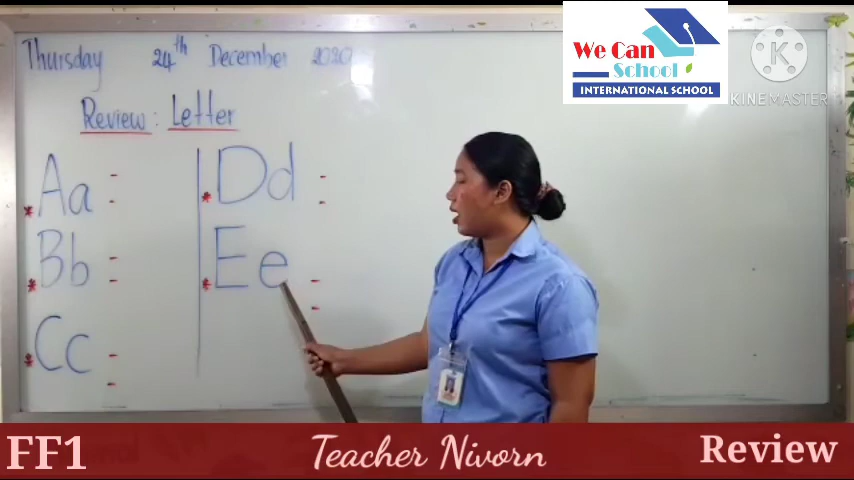 Thursday 24th December 2020
We Can
School
INTERNATIONAL SCHOOL
KINEMASTER
Review: Letter
* Aa
* Dd
* Bb
* Ee
* Cc
FF1
Teacher Nivorn
Review